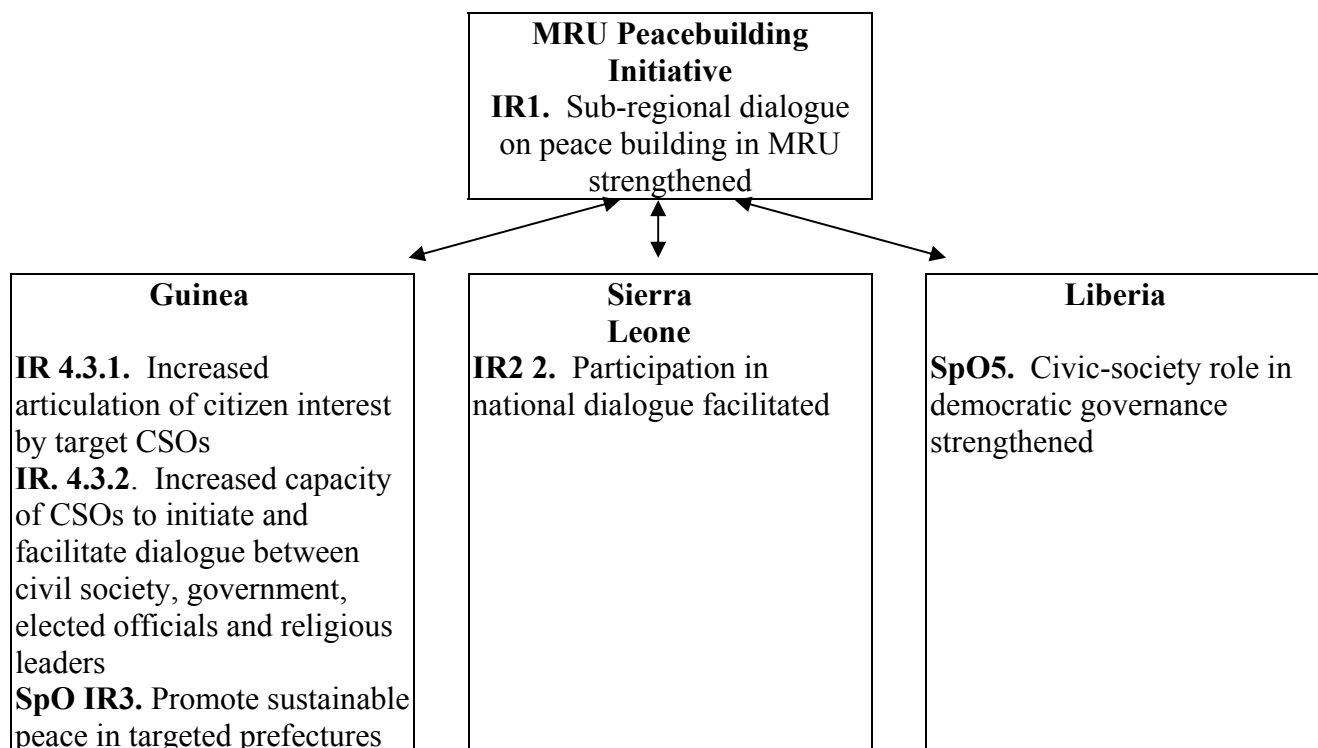 MRU Peacebuilding
Initiative
IR1. Sub-regional dialogue
on peace building in MRU
strengthened
Guinea
IR 4.3.1. Increased
articulation of citizen interest
by target CSOs
IR. 4.3.2. Increased capacity
of CSOs to initiate and
facilitate dialogue between
civil society, government,
elected officials and religious
leaders
SpO IR3. Promote sustainable
peace in targeted prefectures
Sierra
Leone
IR2 2. Participation in
national dialogue facilitated
Liberia
SpO5. Civic-society role in
democratic governance
strengthened